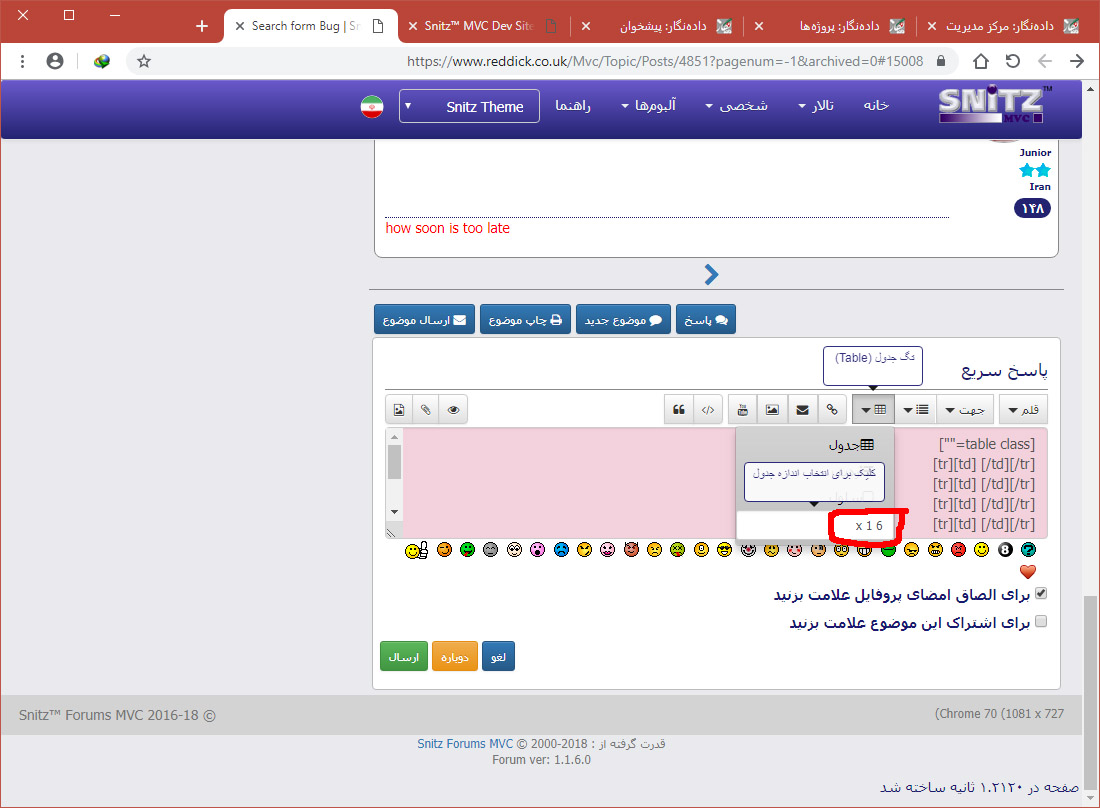 Search form Bug | Sn
Snitz™ MVC Dev Site
داده‌نگار: پیشخوان
داده‌نگار: پروژه‌ها
داده‌نگار: مرکز مدیریت
https://www.reddick.co.uk/Mvc/Topic/Posts/4851?pagenum=-1&archived=0#15008
SNiTZ™ MVC
خانه
تالار
شخصی
آلبوم‌ها
راهنما
Snitz Theme
Junior
Iran
۱۴۸
how soon is too late
پاسخ
موضوع جدید
چاپ موضوع
ارسال موضوع
تگ جدول (Table)
پاسخ سریع
قلم
جهت
[""=table class]
[tr][td] [/td][/tr]
[tr][td] [/td][/tr]
[tr][td] [/td][/tr]
[tr][td] [/td][/tr]
جدول
کلیک برای انتخاب اندازه جدول
x 1 6
برای الصاق امضای پروفایل علامت بزنید
برای اشتراک این موضوع علامت بزنید
لغو
دوباره
ارسال
Snitz™ Forums MVC 2016-18 ©
(Chrome 70 (1081 x 727
قدرت گرفته از : Snitz Forums MVC © 2000-2018
Forum ver: 1.1.6.0
صفحه در ۱.۲۱۲۰ ثانیه ساخته شد